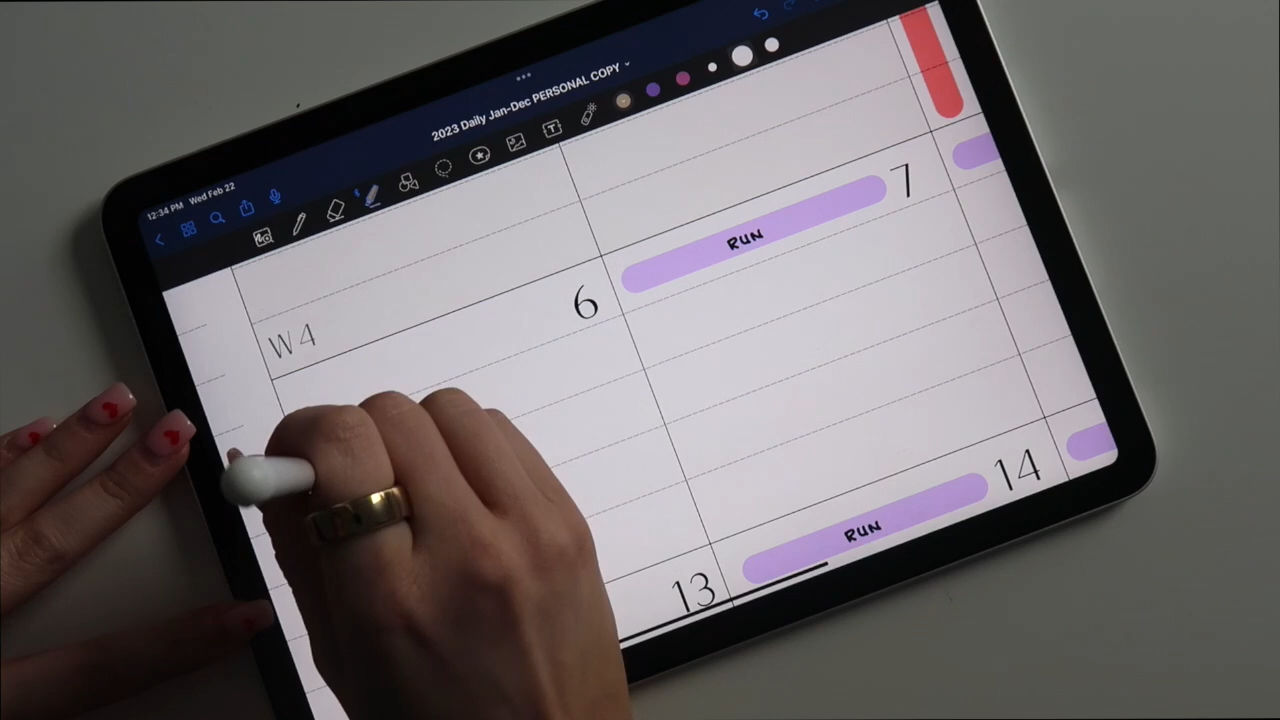 12:34 PM Wed Feb 22
2023 Daily Jan-Dec PERSONAL COPY
W4
6
RUN
7
13
RUN
14